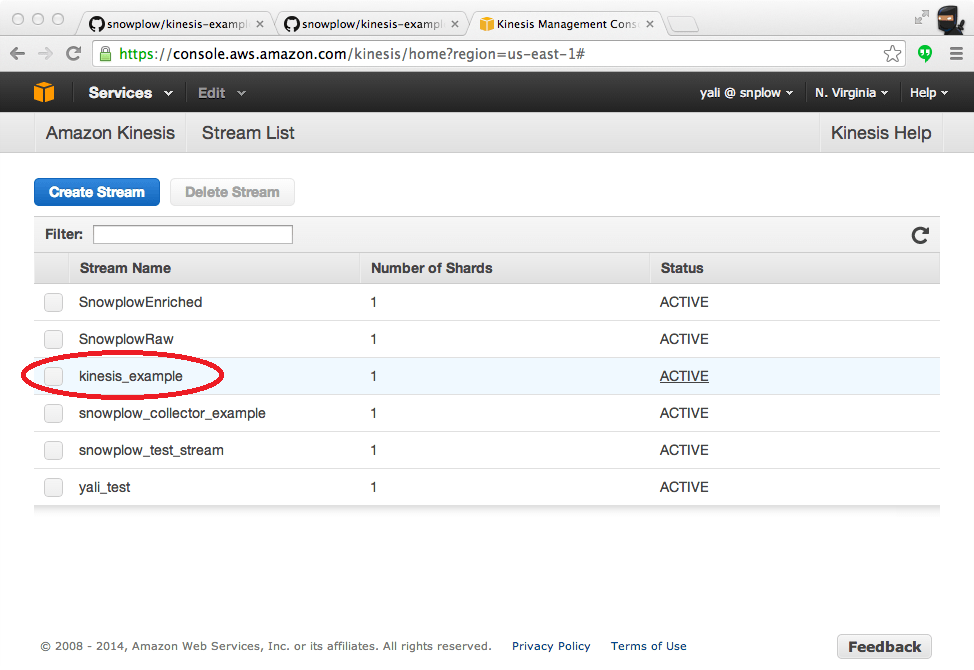 snowplow/kinesis-exampl snowplow/kinesis-exampl Kinesis Management Cons
https://console.aws.amazon.com/kinesis/home?region=us-east-1#
Services Edit yali @ snplow N. Virginia Help
Amazon Kinesis Stream List Kinesis Help
Create Stream Delete Stream
Filter:
Stream Name Number of Shards Status
SnowplowEnriched 1 ACTIVE
SnowplowRaw 1 ACTIVE
kinesis_example 1 ACTIVE
snowplow_collector_example 1 ACTIVE
snowplow_test_stream 1 ACTIVE
yali_test 1 ACTIVE
© 2008 - 2014, Amazon Web Services, Inc. or its affiliates. All rights reserved. Privacy Policy Terms of Use Feedback